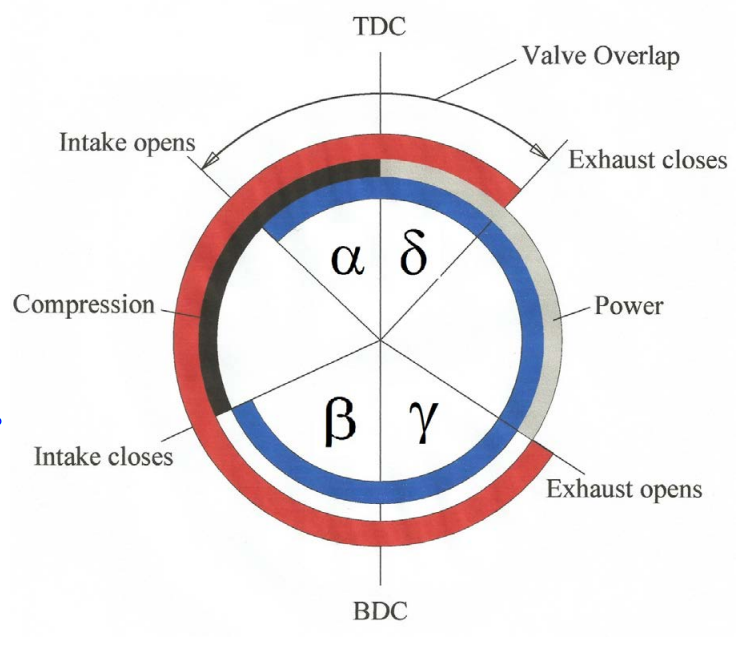 TDC
Valve Overlap
Intake opens
Exhaust closes
α
δ
Compression
Power
β
γ
Intake closes
Exhaust opens
BDC